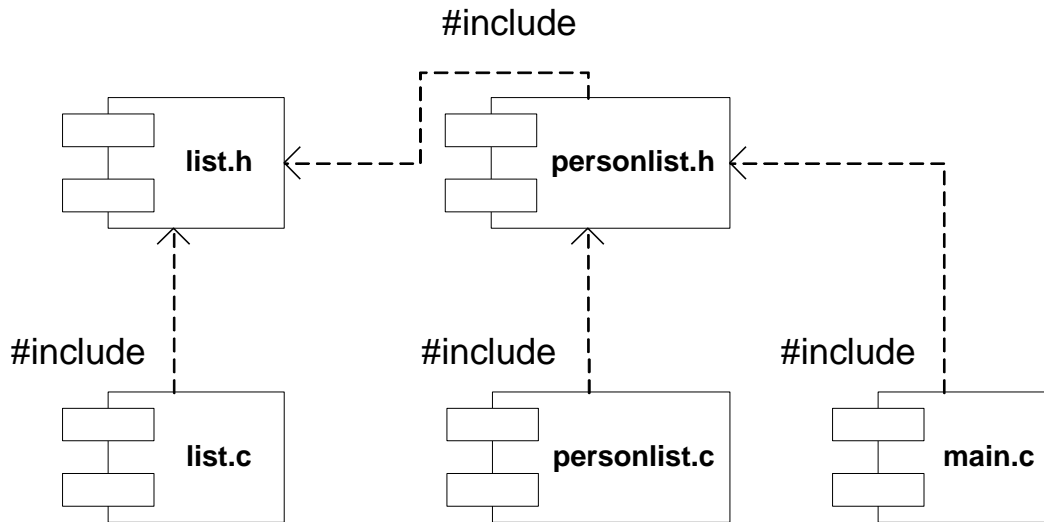 #include
list.h
personlist.h
#include
#include
#include
list.c
personlist.c
main.c